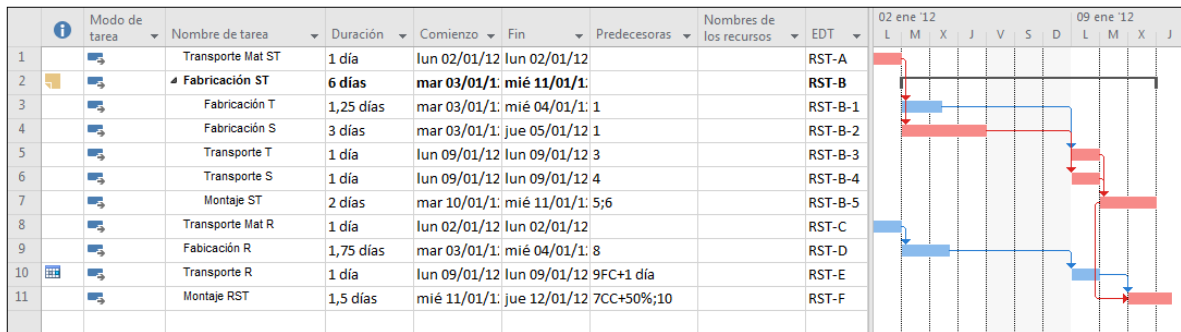 Modo de tarea Nombre de tarea Duración Comienzo Fin Predecesoras Nombres de los recursos EDT 02 ene '12 09 ene '12
L M X J V S D L M X J
1 Transporte Mat ST 1 día lun 02/01/12 lun 02/01/12 RST-A
2 Fabricación ST 6 días mar 03/01/1 mié 11/01/1 RST-B
3 Fabricación T 1,25 días mar 03/01/1 mié 04/01/1 1 RST-B-1
4 Fabricación S 3 días mar 03/01/1 jue 05/01/12 1 RST-B-2
5 Transporte T 1 día lun 09/01/12 lun 09/01/12 3 RST-B-3
6 Transporte S 1 día lun 09/01/12 lun 09/01/12 4 RST-B-4
7 Montaje ST 2 días mar 10/01/1 mié 11/01/1 5;6 RST-B-5
8 Transporte Mat R 1 día lun 02/01/12 lun 02/01/12 RST-C
9 Fabicación R 1,75 días mar 03/01/1 mié 04/01/1 8 RST-D
10 Transporte R 1 día lun 09/01/12 lun 09/01/12 9FC+1 día RST-E
11 Montaje RST 1,5 días mié 11/01/1 jue 12/01/12 7CC+50%;10 RST-F